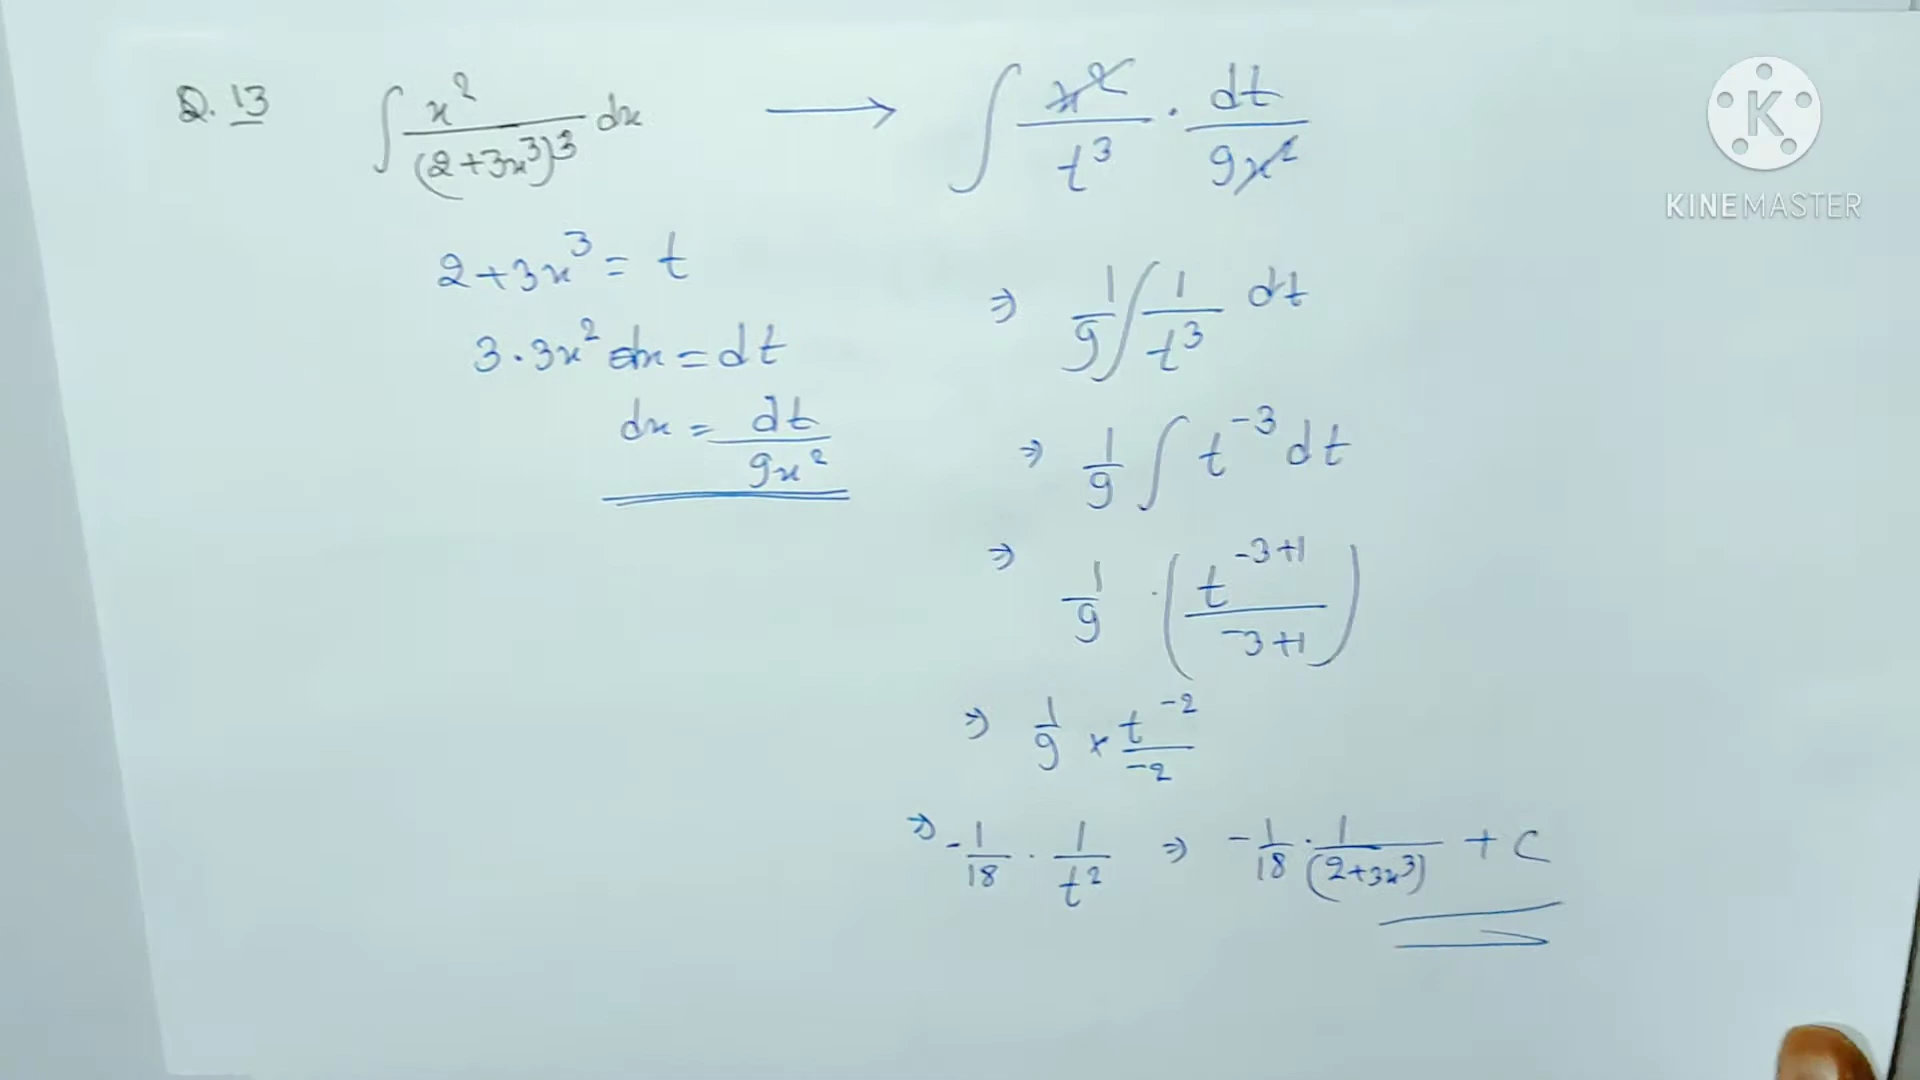 Q. 13 ∫ x²/(2+3x³)³ dx ⟶ ∫ x²/t³ · dt/9x²
2+3x³ = t
3·3x² dx = dt
dx = dt/9x²
⇒ 1/9 ∫ 1/t³ dt
⇒ 1/9 ∫ t⁻³ dt
⇒ 1/9 · (t⁻³⁺¹/-3+1)
⇒ 1/9 × t⁻²/-2
⇒ -1/18 · 1/t² ⇒ -1/18 · 1/(2+3x³) + C
K
KINEMASTER